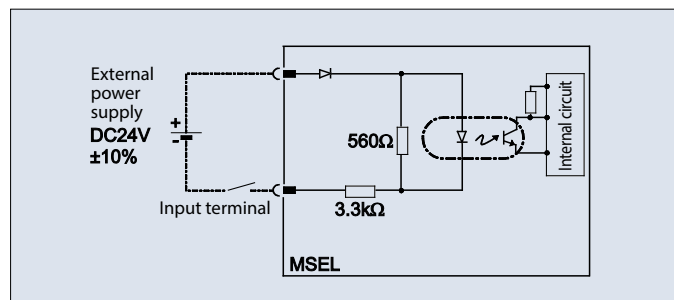 External
power
supply
DC24V
±10%
+
-
Input terminal
560Ω
3.3kΩ
Internal circuit
MSEL